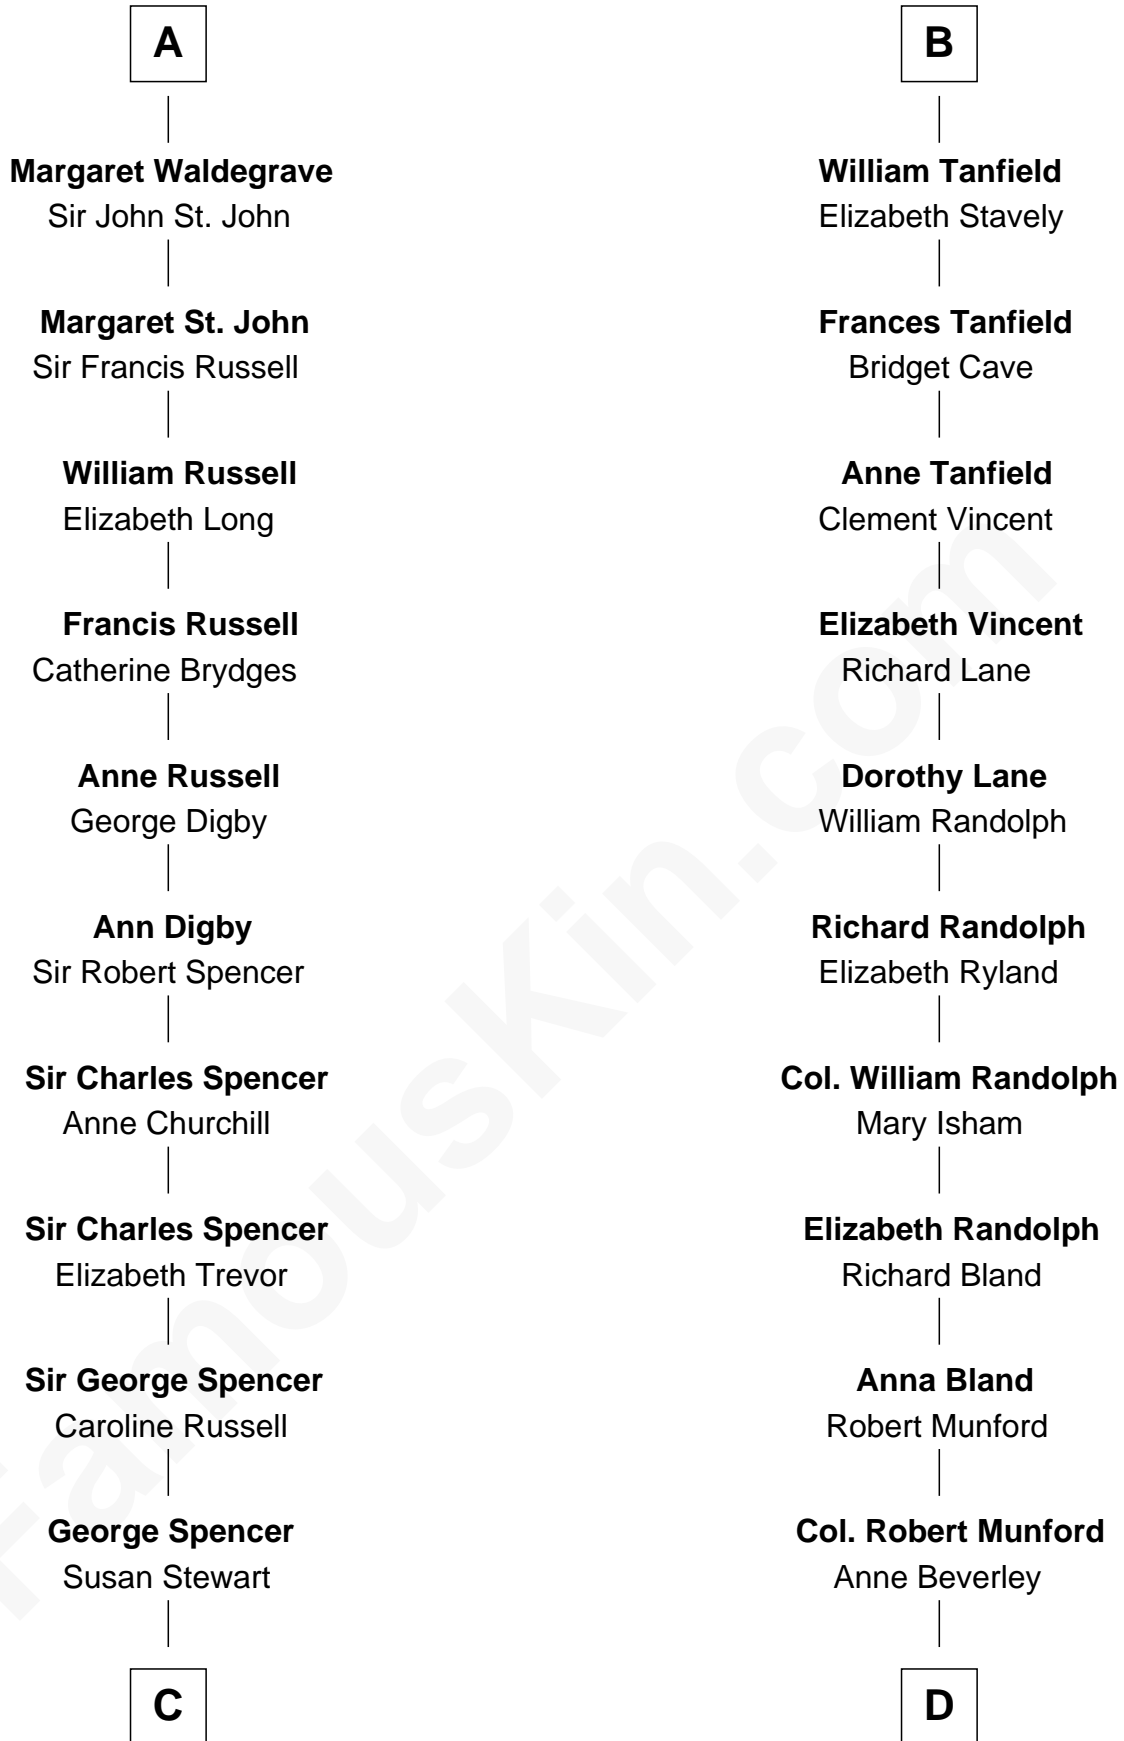 A
Margaret Waldegrave
Sir John St. John
Margaret St. John
Sir Francis Russell
William Russell
Elizabeth Long
Francis Russell
Catherine Brydges
Anne Russell
George Digby
Ann Digby
Sir Robert Spencer
Sir Charles Spencer
Anne Churchill
Sir Charles Spencer
Elizabeth Trevor
Sir George Spencer
Caroline Russell
George Spencer
Susan Stewart
C
B
William Tanfield
Elizabeth Stavely
Frances Tanfield
Bridget Cave
Anne Tanfield
Clement Vincent
Elizabeth Vincent
Richard Lane
Dorothy Lane
William Randolph
Richard Randolph
Elizabeth Ryland
Col. William Randolph
Mary Isham
Elizabeth Randolph
Richard Bland
Anna Bland
Robert Munford
Col. Robert Munford
Anne Beverley
D
FamousKin.com